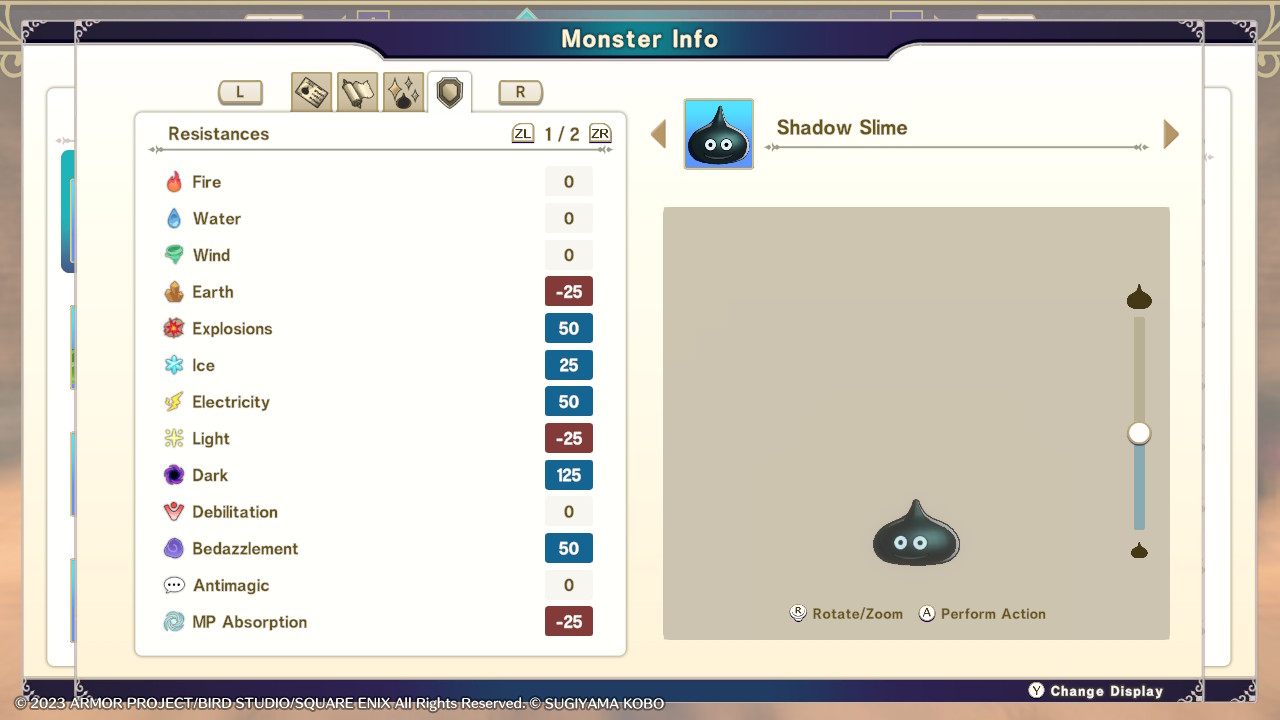 Monster Info
L
R
Resistances
ZL 1 / 2 ZR
Fire 0
Water 0
Wind 0
Earth -25
Explosions 50
Ice 25
Electricity 50
Light -25
Dark 125
Debilitation 0
Bedazzlement 50
Antimagic 0
MP Absorption -25
Shadow Slime
R Rotate/Zoom A Perform Action
Y Change Display
© 2023 ARMOR PROJECT/BIRD STUDIO/SQUARE ENIX All Rights Reserved. © SUGIYAMA KOBO